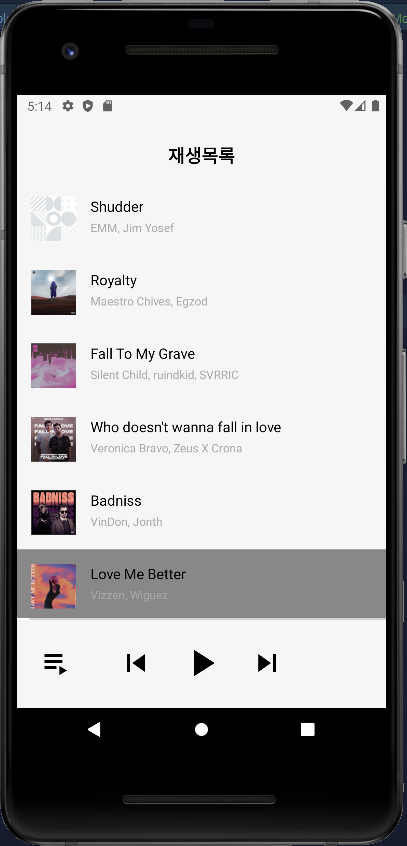 5:14
재생목록
Shudder
EMM, Jim Yosef
Royalty
Maestro Chives, Egzod
Fall To My Grave
Silent Child, ruindkid, SVRRIC
Who doesn't wanna fall in love
Veronica Bravo, Zeus X Crona
BADNISS
Badniss
VinDon, Jonth
Love Me Better
Vizzen, Wiguez